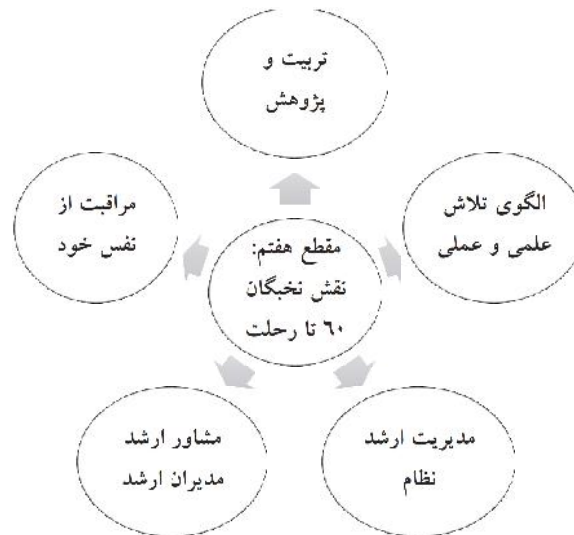 تربیت و
پژوهش
الگوی تلاش
علمی و عملی
مراقبت از
نفس خود
مقطع هفتم:
نقش نخبگان
٦٠ تا رحلت
مدیریت ارشد
نظام
مشاور ارشد
مدیران ارشد